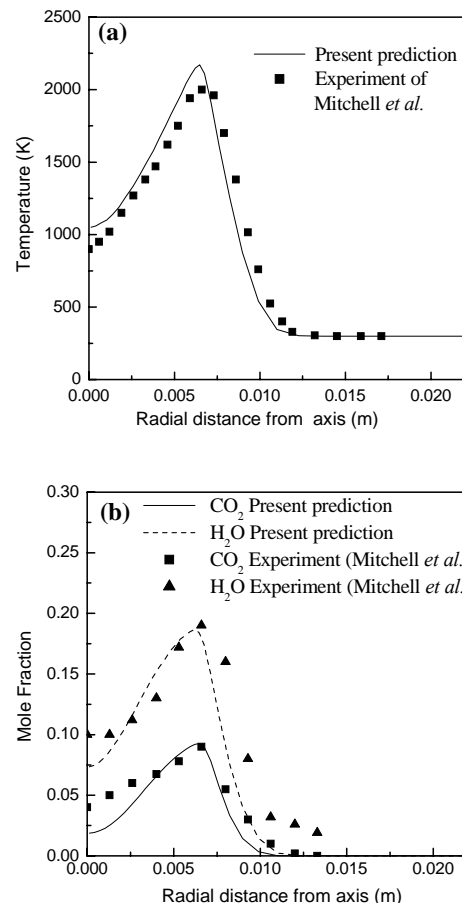 (a)
Present prediction
Experiment of
Mitchell et al.
2500
2000
1500
1000
500
0
Temperature (K)
0.000 0.005 0.010 0.015 0.020
Radial distance from axis (m)
(b)
CO2 Present prediction
H2O Present prediction
CO2 Experiment (Mitchell et al.
H2O Experiment (Mitchell et al.
0.30
0.25
0.20
0.15
0.10
0.05
0.00
Mole Fraction
0.000 0.005 0.010 0.015 0.020
Radial distance from axis (m)